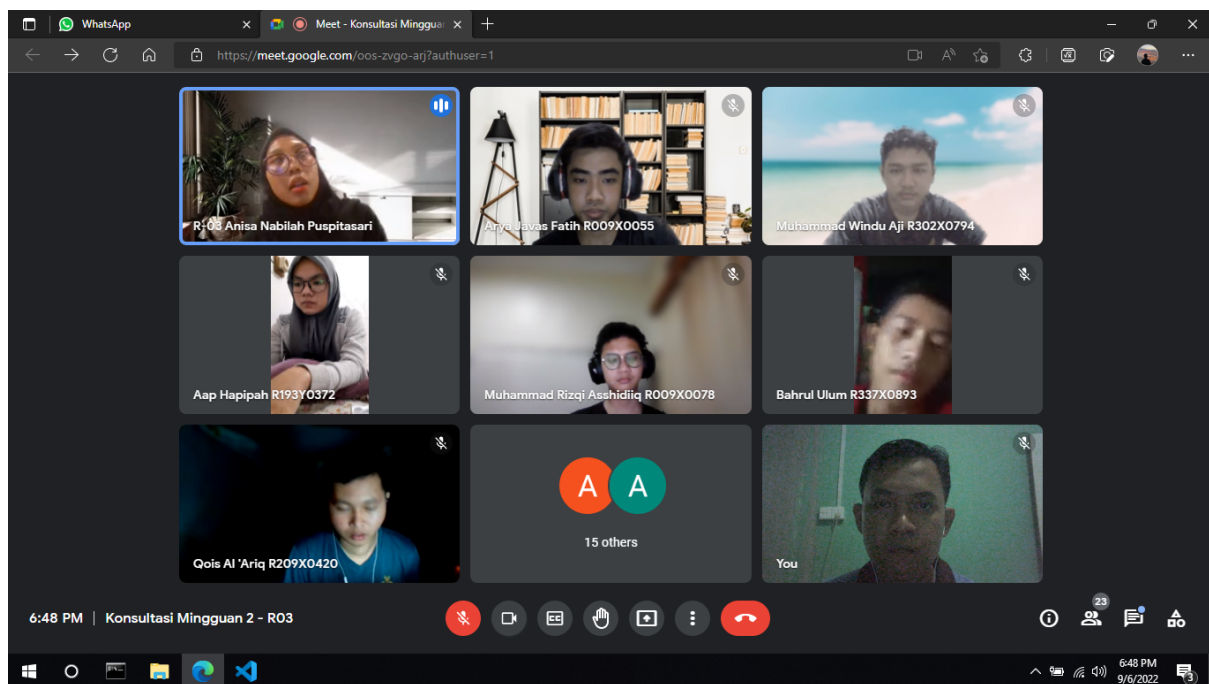 WhatsApp
Meet - Konsultasi Minggua
https://meet.google.com/oos-zvgo-arj?authuser=1
R-03 Anisa Nabilah Puspitasari
Arya Javas Fatih R009X0055
Muhammad Windu Aji R302X0794
Aap Hapipah R193Y0372
Muhammad Rizqi Asshidiiq R009X0078
Bahrul Ulum R337X0893
Qois Al 'Ariq R209X0420
A A
15 others
You
6:48 PM | Konsultasi Mingguan 2 - R03
23
6:48 PM
9/6/2022
3